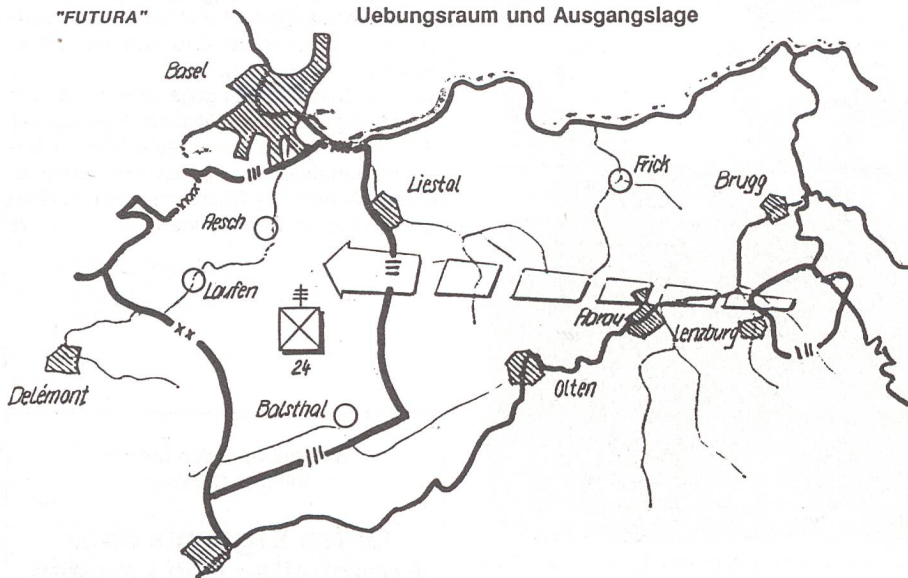 "FUTURA"
Uebungsraum und Ausgangslage
Basel
Liestal
Frick
Brugg
Aesch
Laufen
24
Aarau
Lenzburg
Delémont
Balsthal
Olten